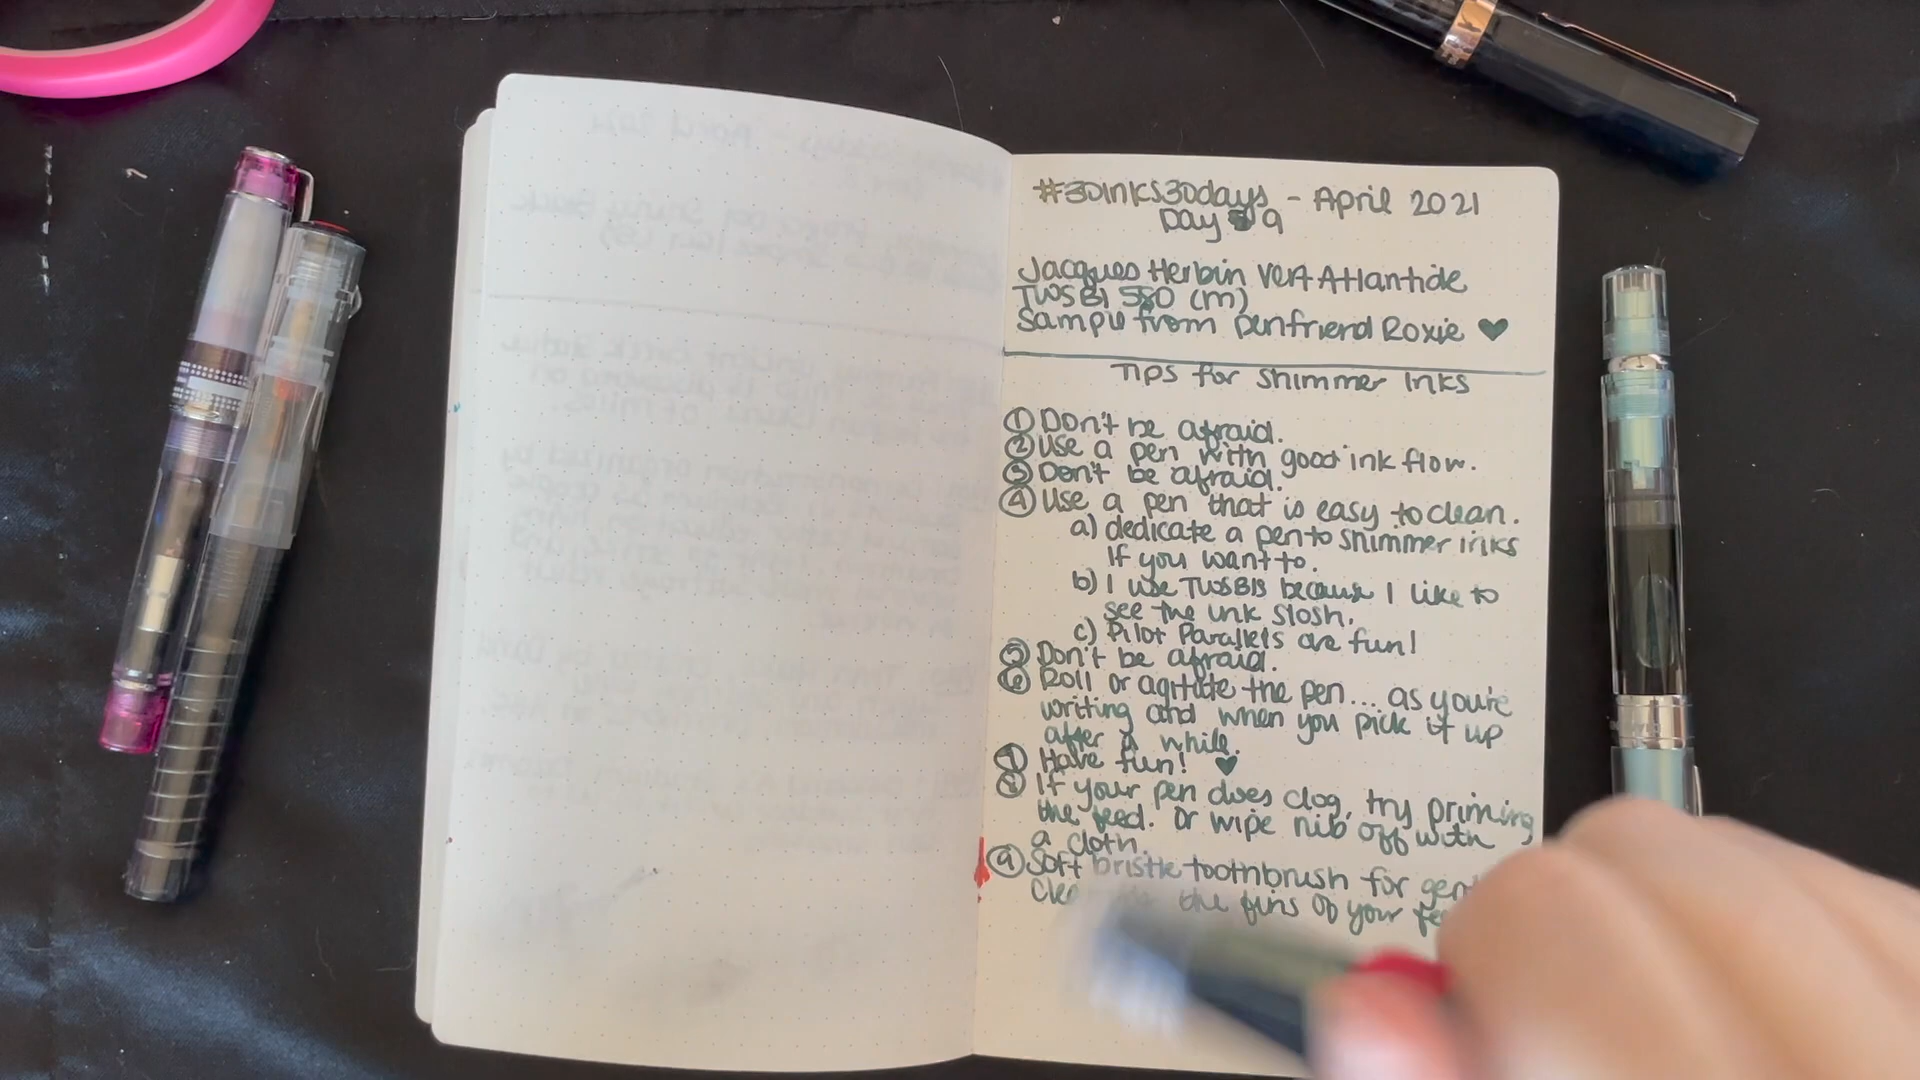 #30inks30days - April 2021
Day 9
Jacques Herbin Vert Atlantide
TWSBI 580 (m)
Sample from penfriend Roxie ♥
Tips for Shimmer Inks
① Don't be afraid.
② Use a pen with good ink flow.
③ Don't be afraid.
④ Use a pen that is easy to clean.
a) dedicate a pen to shimmer inks
if you want to.
b) I use TWSBIs because I like to
see the ink slosh.
c) Pilot Parallels are fun!
⑤ Don't be afraid.
⑥ Roll or agitate the pen... as you're
writing and when you pick it up
after a while.
⑦ Have fun! ♥
⑧ If your pen does clog, try priming
the feed. Or wipe nib off with
a cloth.
⑨ Soft bristle toothbrush for
the fins of your